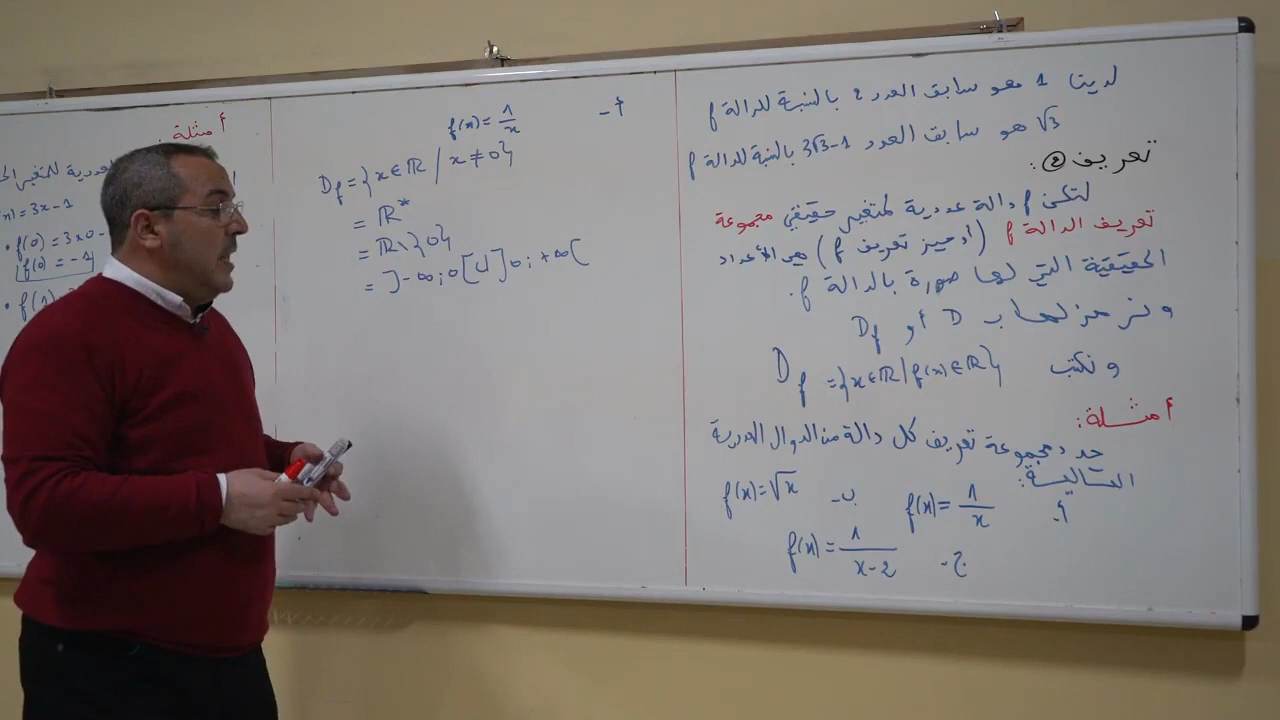 لدينا 1 هو سابق العدد 2 بالنسبة للدالة f
√3 هو سابق العدد 3√3-1 بالنسبة للدالة f
تعريف ②:
لتكن f دالة عددية لمتغير حقيقي مجموعة
تعريف الدالة f (أو حيز تعريف f) هي الأعداد
الحقيقية التي لها صورة بالدالة f.
و نرمز لها ب D أو Df
و نكتب Df = {x∈ℝ/f(x)∈ℝ}
أمثلة:
حدد مجموعة تعريف كل دالة من الدوال العددية
التالية:
أ- f(x)=1/x ب- f(x)=√x
ج- f(x)=1/(x-2)
أ- f(x)=1/x
Df={x∈ℝ/x≠0}
= ℝ*
= ℝ\{0}
= ]-∞;0[∪]0;+∞[
أمثلة:
العددية للمتغير
=3x-1
• f(0)=3×0-
f(0)=-1
• f(1)